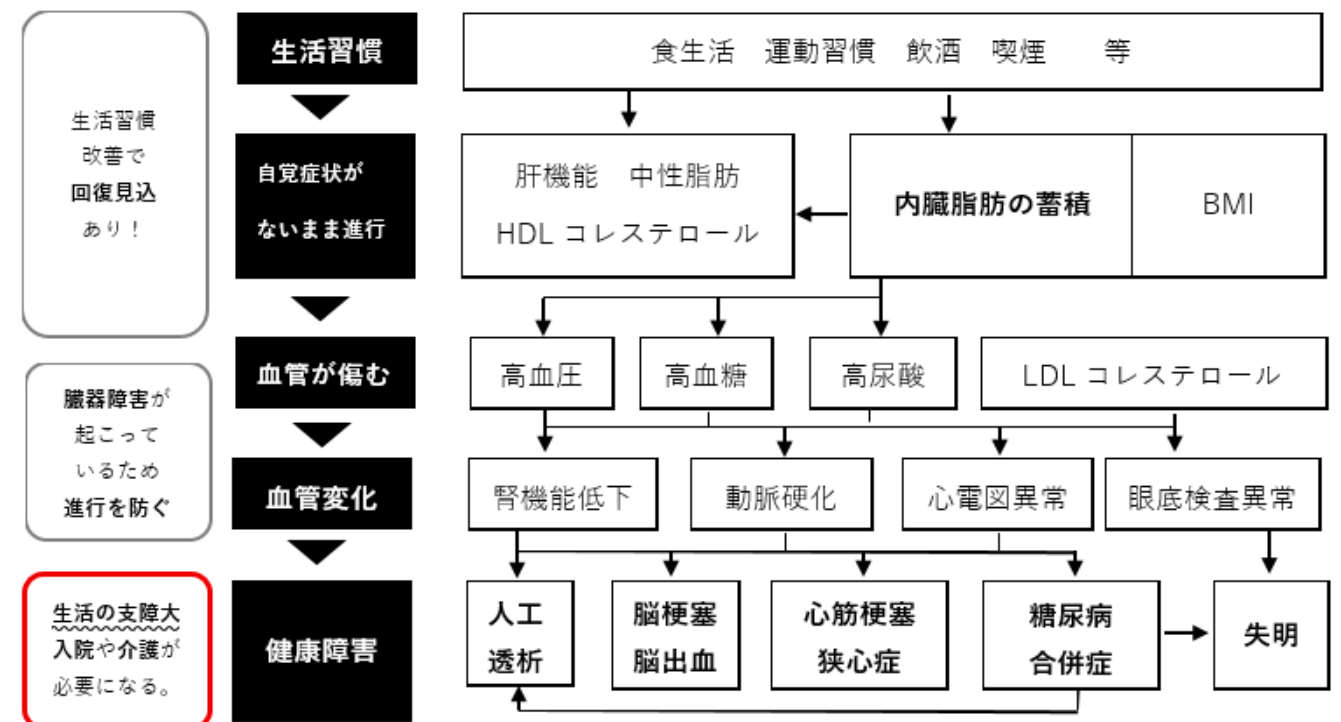 生活習慣
改善で
回復見込
あり！
生活習慣
食生活 運動習慣 飲酒 喫煙 等
自覚症状が
ないまま進行
肝機能 中性脂肪
HDL コレステロール
内臓脂肪の蓄積
BMI
臓器障害が
起こって
いるため
進行を防ぐ
血管が傷む
高血圧
高血糖
高尿酸
LDL コレステロール
血管変化
腎機能低下
動脈硬化
心電図異常
眼底検査異常
生活の支障大
入院や介護が
必要になる。
健康障害
人工
透析
脳梗塞
脳出血
心筋梗塞
狭心症
糖尿病
合併症
失明